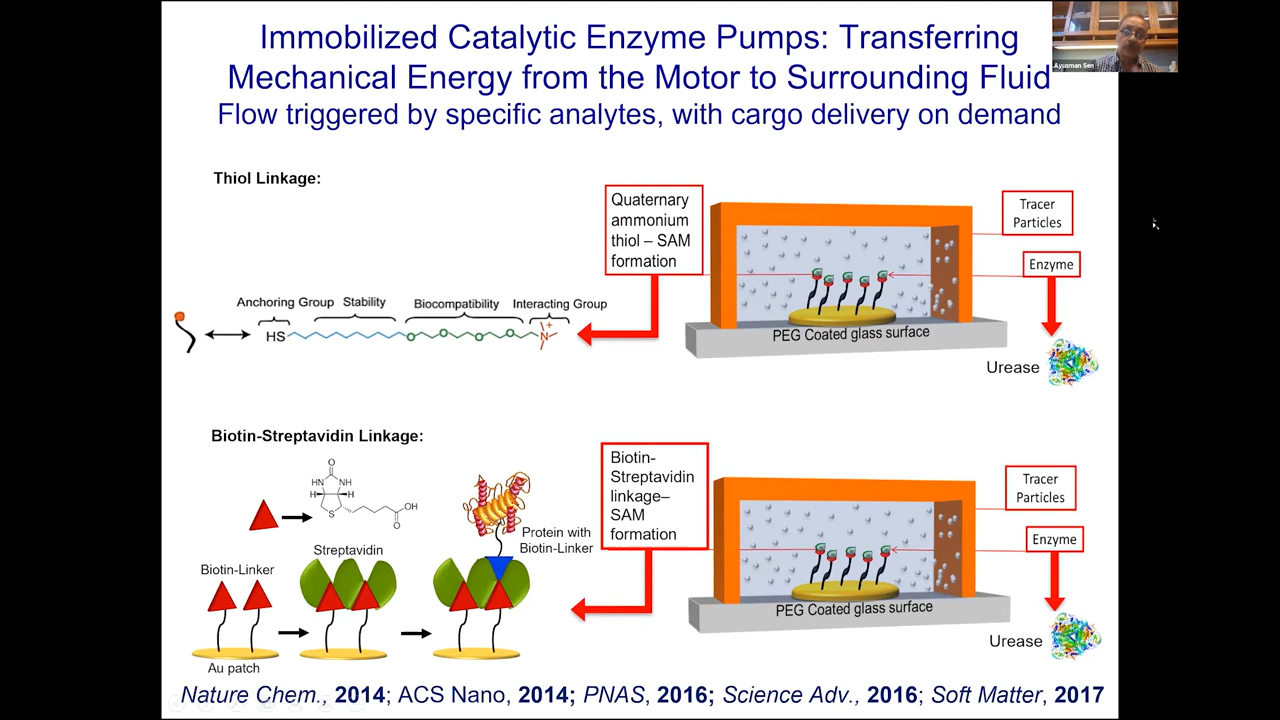 Immobilized Catalytic Enzyme Pumps: Transferring
Mechanical Energy from the Motor to Surrounding Fluid
Flow triggered by specific analytes, with cargo delivery on demand
Ayusman Sen
Thiol Linkage:
Quaternary
ammonium
thiol – SAM
formation
Tracer
Particles
Enzyme
Anchoring Group
Stability
Biocompatibility
Interacting Group
HS
O
O
O
O
N
+
PEG Coated glass surface
Urease
Biotin-Streptavidin Linkage:
O
HN
NH
H
H
S
O
OH
Protein with
Biotin-Linker
Streptavidin
Biotin-Linker
Au patch
Biotin-
Streptavidin
linkage–
SAM
formation
Tracer
Particles
Enzyme
PEG Coated glass surface
Urease
Nature Chem., 2014; ACS Nano, 2014; PNAS, 2016; Science Adv., 2016; Soft Matter, 2017